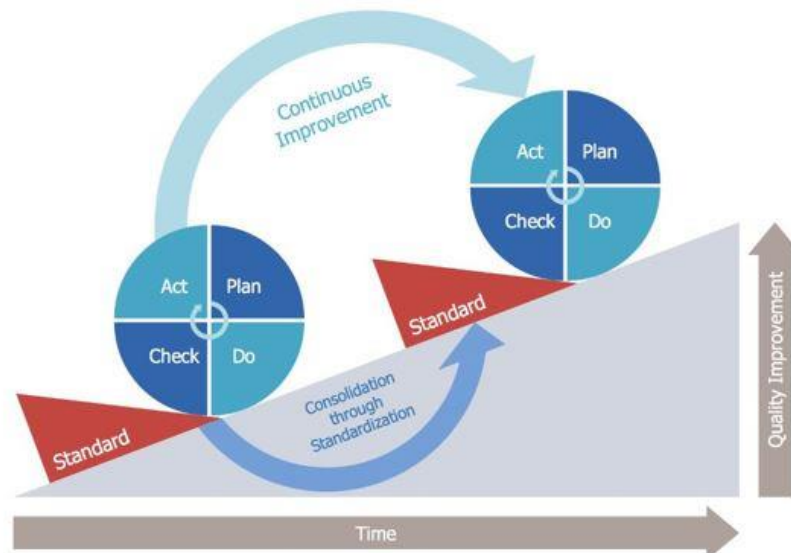 Continuous
Improvement
Act
Plan
Check
Do
Act
Plan
Check
Do
Standard
Standard
Consolidation
through
Standardization
Quality Improvement
Time